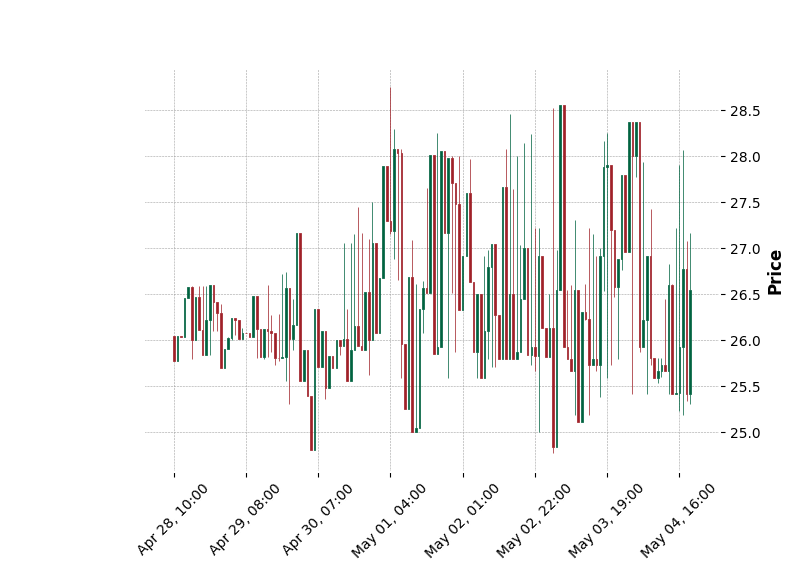 28.5
28.0
27.5
27.0
26.5
26.0
25.5
25.0
Price
Apr 28, 10:00
Apr 29, 08:00
Apr 30, 07:00
May 01, 04:00
May 02, 01:00
May 02, 22:00
May 03, 19:00
May 04, 16:00